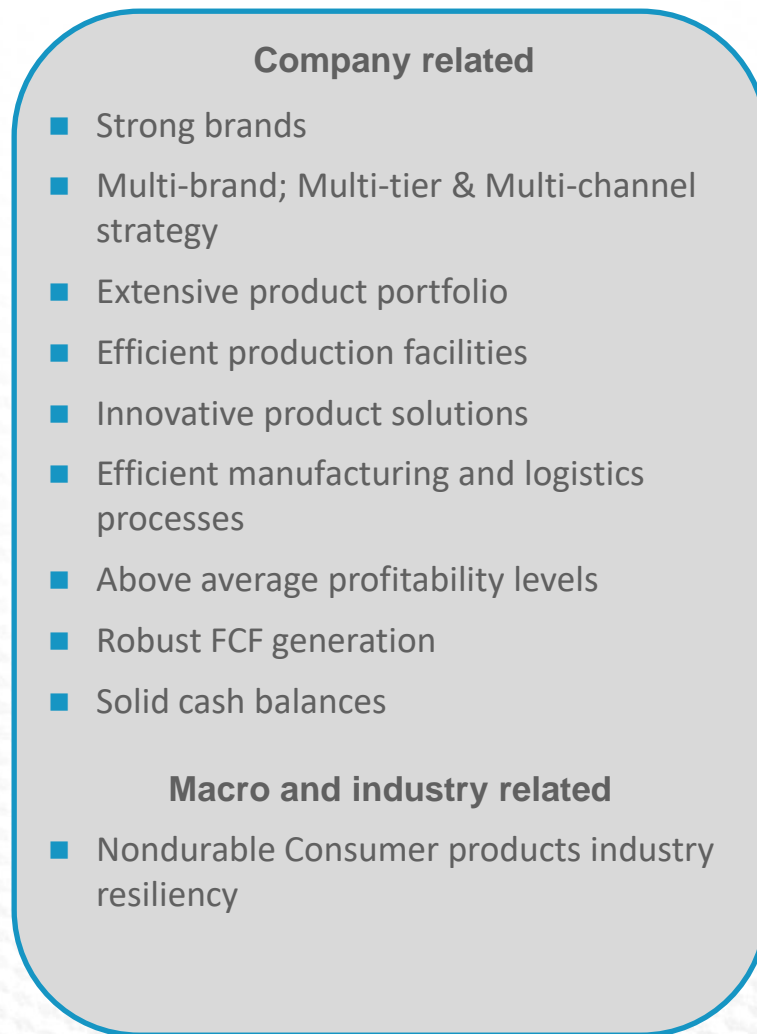 Company related
■ Strong brands
■ Multi-brand; Multi-tier & Multi-channel
strategy
■ Extensive product portfolio
■ Efficient production facilities
■ Innovative product solutions
■ Efficient manufacturing and logistics
processes
■ Above average profitability levels
■ Robust FCF generation
■ Solid cash balances
Macro and industry related
■ Nondurable Consumer products industry
resiliency